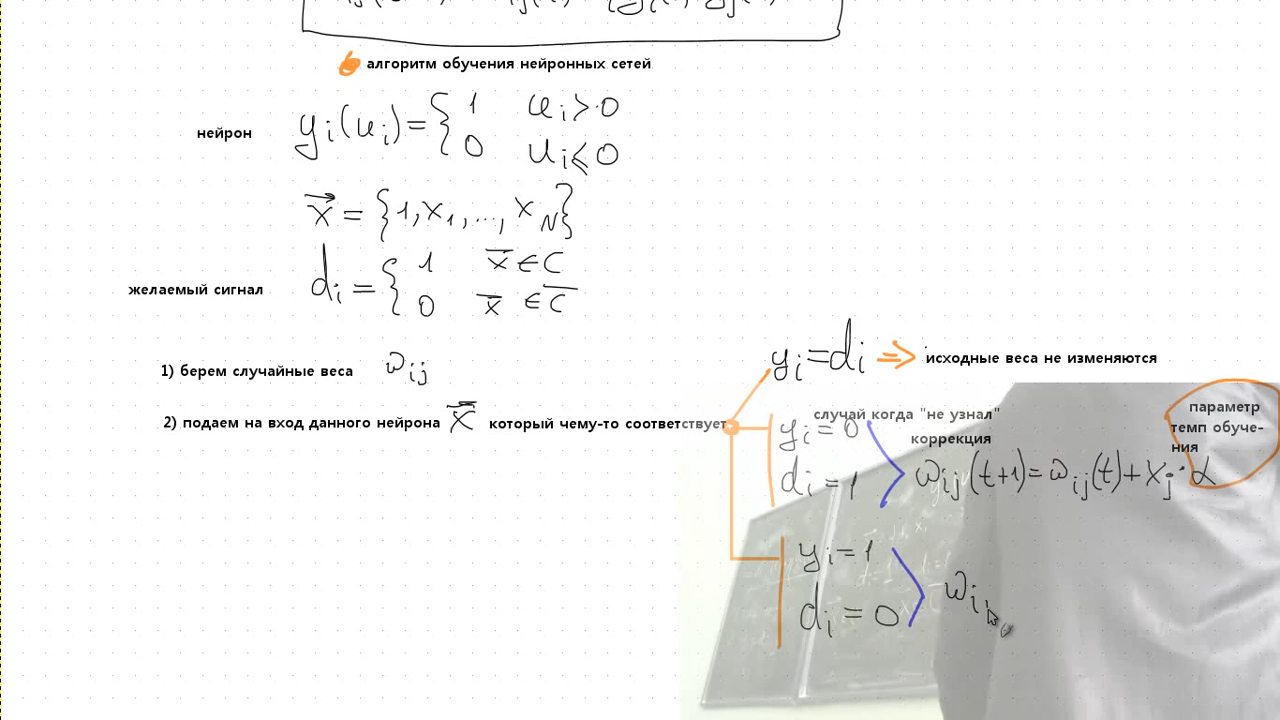 алгоритм обучения нейронных сетей
нейрон yᵢ(uᵢ) = { 1 uᵢ > 0
0 uᵢ ⩽ 0
x⃗ = {1, x₁, ..., x_N}
желаемый сигнал dᵢ = { 1 x̅ ∈ C
0 x̅ ∈ C̅
yᵢ = dᵢ ⇒ исходные веса не изменяются
1) берем случайные веса ωᵢⱼ
2) подаем на вход данного нейрона x⃗ который чему-то соответствует
случай когда "не узнал"
коррекция
yᵢ = 0
dᵢ = 1
ωᵢⱼ(t+1) = ωᵢⱼ(t) + xⱼ · α
параметр
темп обуче-
ния
yᵢ = 1
dᵢ = 0
ωᵢ